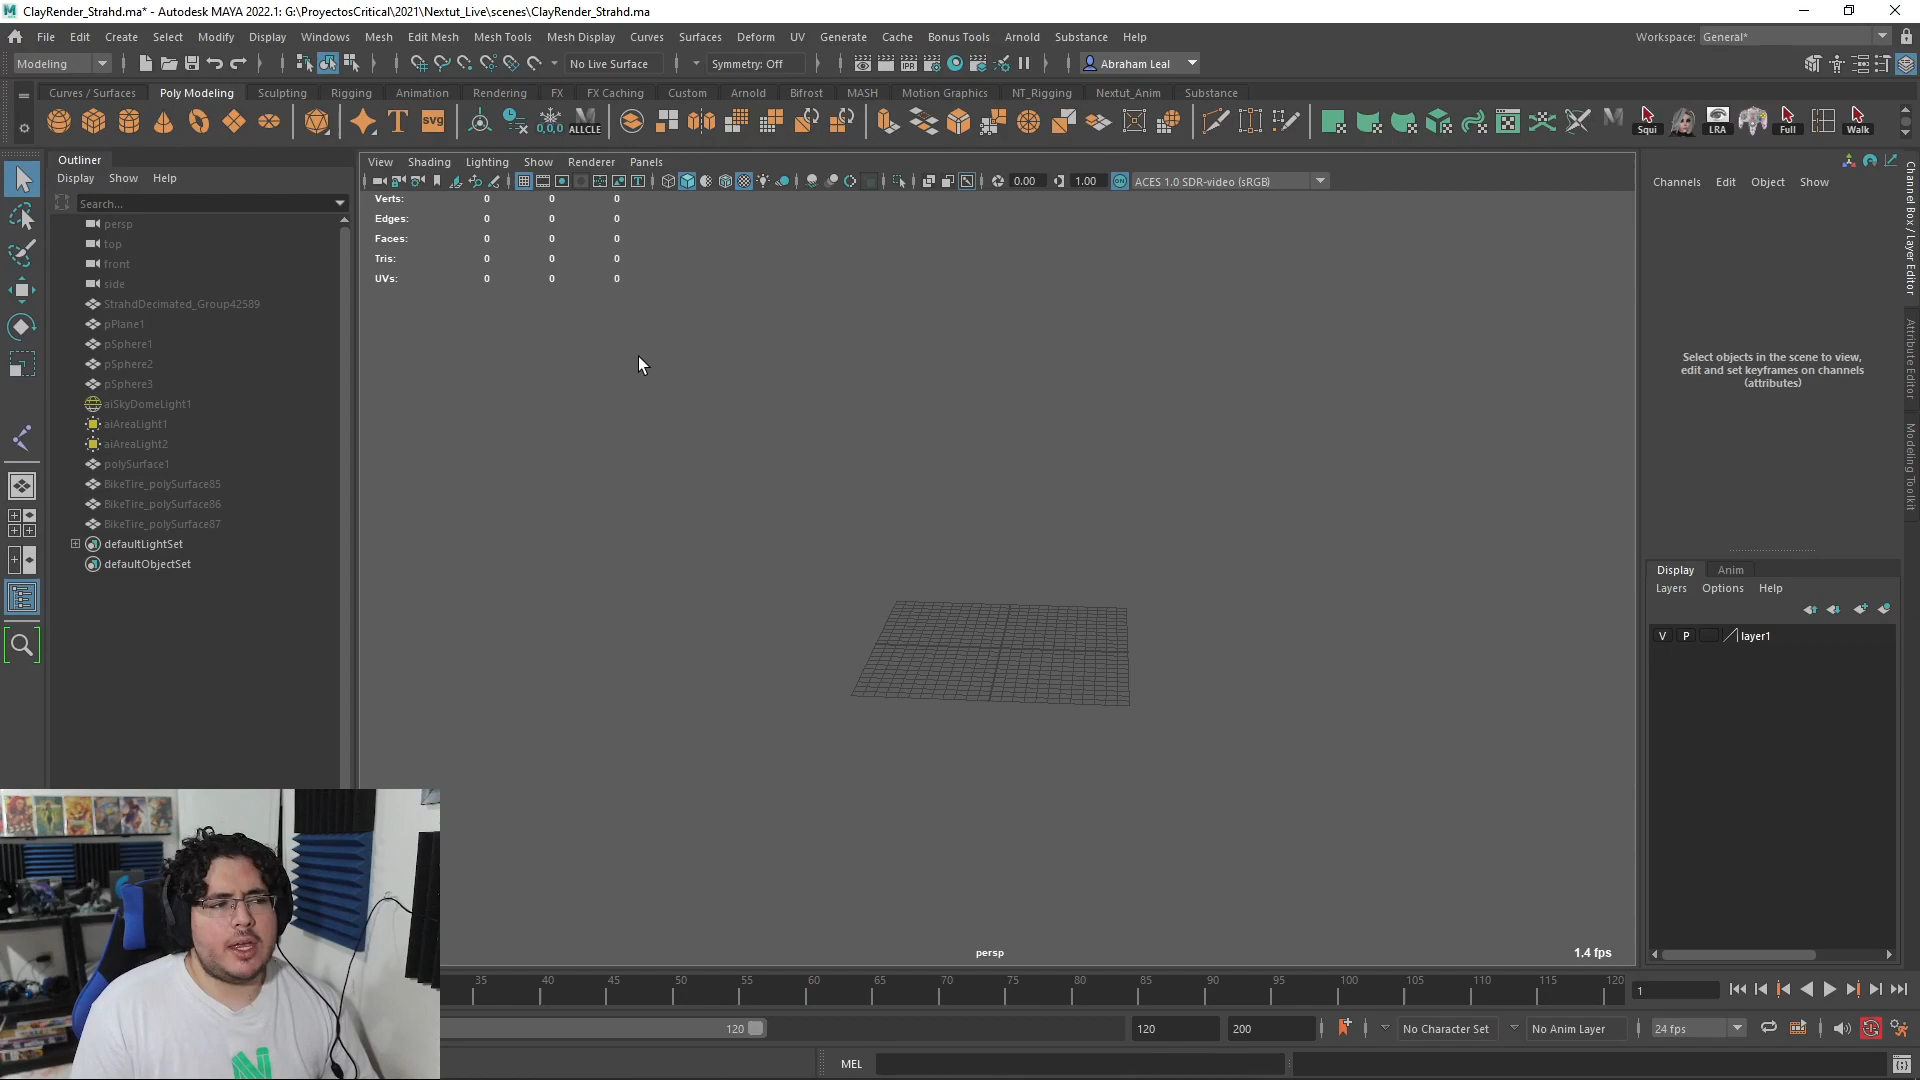 ClayRender_Strahd.ma* - Autodesk MAYA 2022.1: G:\ProyectosCritical\2021\Nextut_Live\scenes\ClayRender_Strahd.ma
File Edit Create Select Modify Display Windows Mesh Edit Mesh Mesh Tools Mesh Display Curves Surfaces Deform UV Generate Cache Bonus Tools Arnold Substance Help
Workspace: General*
Modeling No Live Surface Symmetry: Off Abraham Leal
Curves / Surfaces Poly Modeling Sculpting Rigging Animation Rendering FX FX Caching Custom Arnold Bifrost MASH Motion Graphics NT_Rigging Nextut_Anim Substance
T SVG 0,0,0 ALLCLE Squi LRA Full Walk
Outliner
Display Show Help
Search...
persp
top
front
side
StrahdDecimated_Group42589
pPlane1
pSphere1
pSphere2
pSphere3
aiSkyDomeLight1
aiAreaLight1
aiAreaLight2
polySurface1
BikeTire_polySurface85
BikeTire_polySurface86
BikeTire_polySurface87
defaultLightSet
defaultObjectSet
View Shading Lighting Show Renderer Panels
0.00 1.00 ON ACES 1.0 SDR-video (sRGB)
Verts: 0 0 0
Edges: 0 0 0
Faces: 0 0 0
Tris: 0 0 0
UVs: 0 0 0
persp
1.4 fps
Channels Edit Object Show
Select objects in the scene to view,
edit and set keyframes on channels
(attributes)
Channel Box / Layer Editor
Attribute Editor
Modeling Toolkit
Display Anim
Layers Options Help
V P layer1
35 40 45 50 55 60 65 70 75 80 85 90 95 100 105 110 115 120
1
120 120 200 No Character Set No Anim Layer 24 fps
MEL